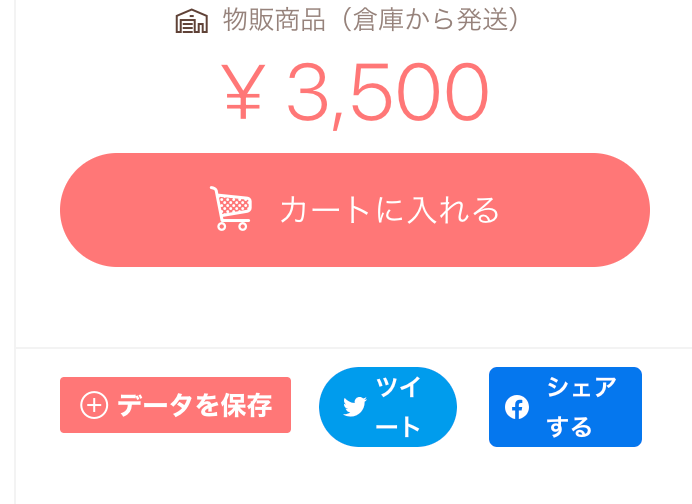 物販商品（倉庫から発送）
¥ 3,500
カートに入れる
データを保存
ツイ
ート
シェア
する